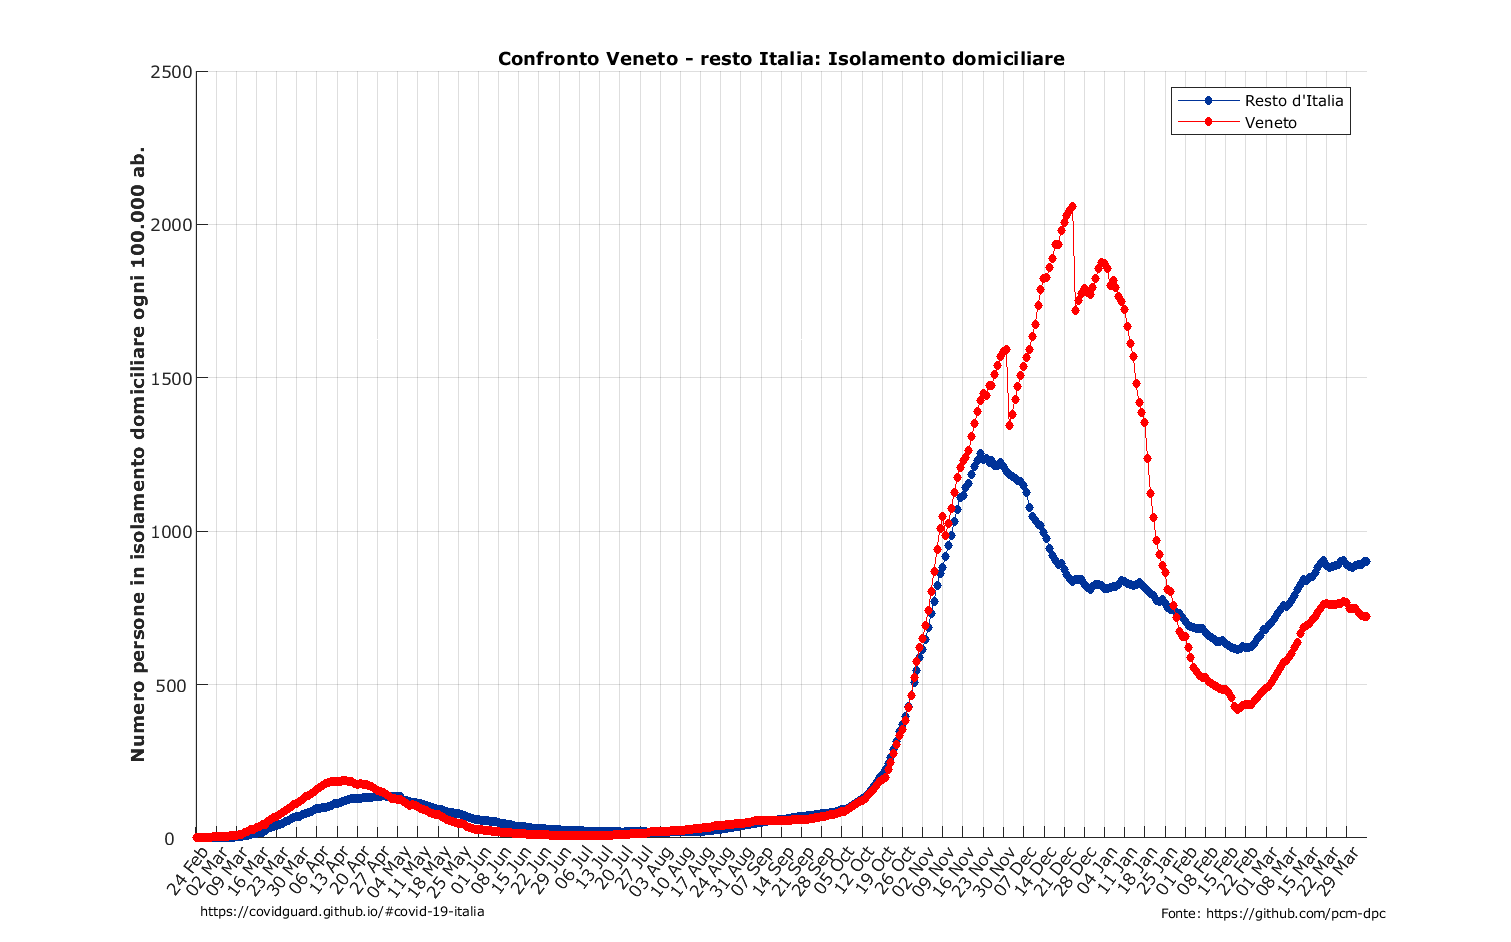 Confronto Veneto - resto Italia: Isolamento domiciliare
Numero persone in isolamento domiciliare ogni 100.000 ab.
2500
2000
1500
1000
500
0
Resto d'Italia
Veneto
24 Feb
02 Mar
09 Mar
16 Mar
23 Mar
30 Mar
06 Apr
13 Apr
20 Apr
27 Apr
04 May
11 May
18 May
25 May
01 Jun
08 Jun
15 Jun
22 Jun
29 Jun
06 Jul
13 Jul
20 Jul
27 Jul
03 Aug
10 Aug
17 Aug
24 Aug
31 Aug
07 Sep
14 Sep
21 Sep
28 Sep
05 Oct
12 Oct
19 Oct
26 Oct
02 Nov
09 Nov
16 Nov
23 Nov
30 Nov
07 Dec
14 Dec
21 Dec
28 Dec
04 Jan
11 Jan
18 Jan
25 Jan
01 Feb
08 Feb
15 Feb
22 Feb
01 Mar
08 Mar
15 Mar
22 Mar
29 Mar
https://covidguard.github.io/#covid-19-italia
Fonte: https://github.com/pcm-dpc